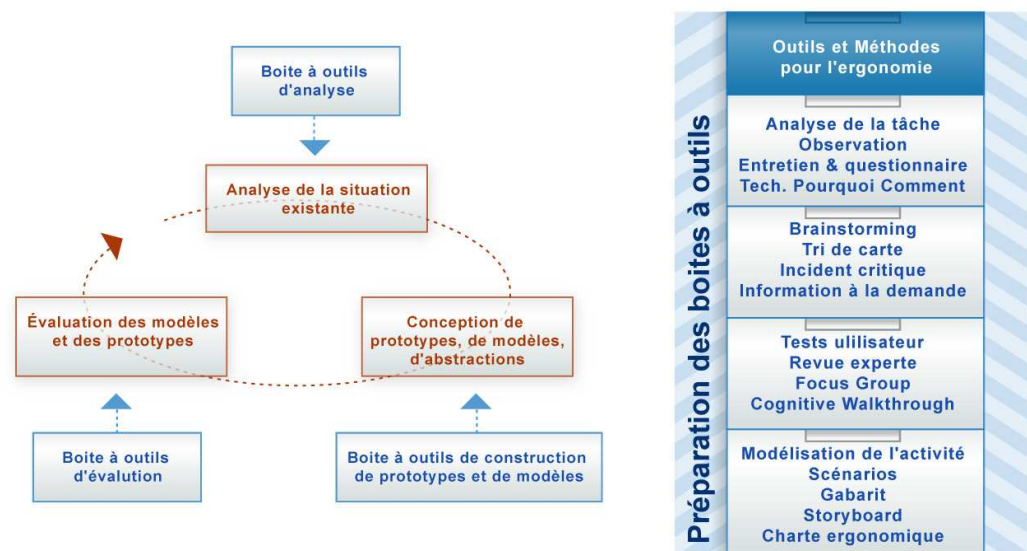 Boite à outils
d'analyse
Analyse de la situation
existante
Évaluation des modèles
et des prototypes
Conception de
prototypes, de modèles,
d'abstractions
Boite à outils
d'évalution
Boite à outils de construction
de prototypes et de modèles
Préparation des boites à outils
Outils et Méthodes
pour l'ergonomie
Analyse de la tâche
Observation
Entretien & questionnaire
Tech. Pourquoi Comment
Brainstorming
Tri de carte
Incident critique
Information à la demande
Tests utilisateur
Revue experte
Focus Group
Cognitive Walkthrough
Modélisation de l'activité
Scénarios
Gabarit
Storyboard
Charte ergonomique